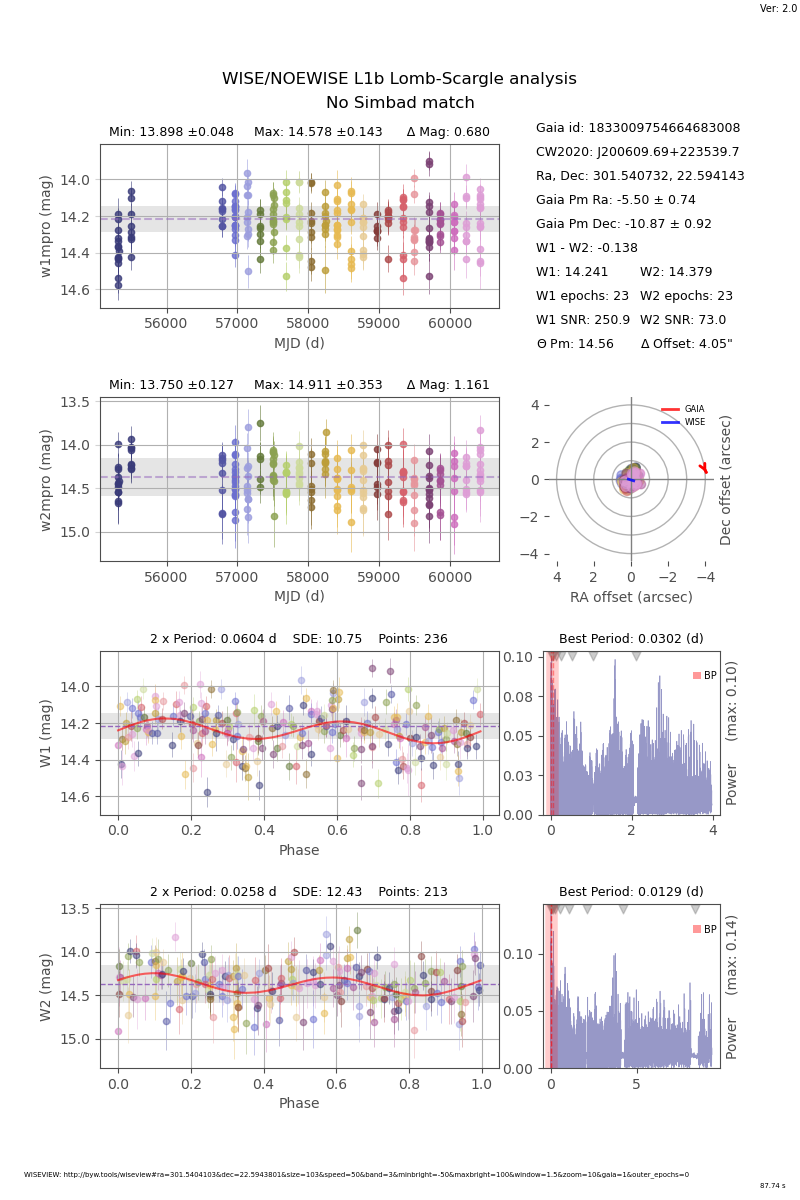 Ver: 2.0
WISE/NOEWISE L1b Lomb-Scargle analysis
No Simbad match
Min: 13.898 ±0.048 Max: 14.578 ±0.143 Δ Mag: 0.680
w1mpro (mag)
14.0
14.2
14.4
14.6
56000 57000 58000 59000 60000
MJD (d)
Gaia id: 1833009754664683008
CW2020: J200609.69+223539.7
Ra, Dec: 301.540732, 22.594143
Gaia Pm Ra: -5.50 ± 0.74
Gaia Pm Dec: -10.87 ± 0.92
W1 - W2: -0.138
W1: 14.241 W2: 14.379
W1 epochs: 23 W2 epochs: 23
W1 SNR: 250.9 W2 SNR: 73.0
Θ Pm: 14.56 Δ Offset: 4.05"
Min: 13.750 ±0.127 Max: 14.911 ±0.353 Δ Mag: 1.161
w2mpro (mag)
13.5
14.0
14.5
15.0
56000 57000 58000 59000 60000
MJD (d)
GAIA
WISE
4
2
0
−2
−4
4 2 0 −2 −4
RA offset (arcsec)
Dec offset (arcsec)
2 x Period: 0.0604 d SDE: 10.75 Points: 236
W1 (mag)
14.0
14.2
14.4
14.6
0.0 0.2 0.4 0.6 0.8 1.0
Phase
Best Period: 0.0302 (d)
BP
0.10
0.08
0.05
0.03
0.00
0 2 4
Power (max: 0.10)
2 x Period: 0.0258 d SDE: 12.43 Points: 213
W2 (mag)
13.5
14.0
14.5
15.0
0.0 0.2 0.4 0.6 0.8 1.0
Phase
Best Period: 0.0129 (d)
BP
0.10
0.05
0.00
0 5
Power (max: 0.14)
WISEVIEW: http://byw.tools/wiseview#ra=301.5404103&dec=22.5943801&size=103&speed=50&band=3&minbright=-50&maxbright=100&window=1.5&zoom=10&gaia=1&outer_epochs=0
87.74 s